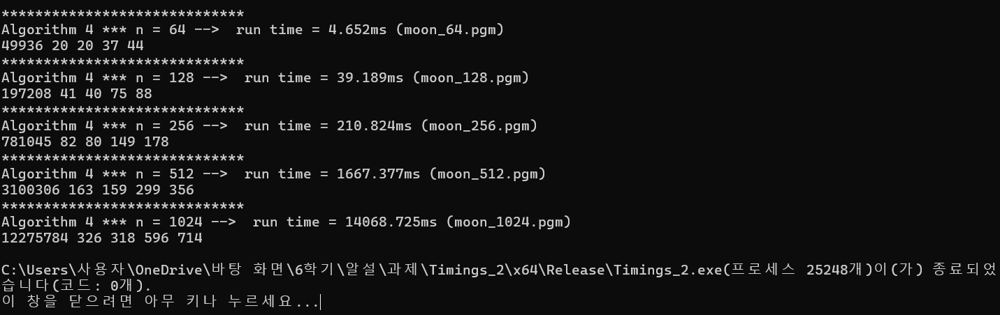 *****************************
Algorithm 4 *** n = 64 -->  run time = 4.652ms (moon_64.pgm)
49936 20 20 37 44
*****************************
Algorithm 4 *** n = 128 -->  run time = 39.189ms (moon_128.pgm)
197208 41 40 75 88
*****************************
Algorithm 4 *** n = 256 -->  run time = 210.824ms (moon_256.pgm)
781045 82 80 149 178
*****************************
Algorithm 4 *** n = 512 -->  run time = 1667.377ms (moon_512.pgm)
3100306 163 159 299 356
*****************************
Algorithm 4 *** n = 1024 -->  run time = 14068.725ms (moon_1024.pgm)
12275784 326 318 596 714
C:\Users\사용자\OneDrive\바탕 화면\6학기\알설\과제\Timings_2\x64\Release\Timings_2.exe(프로세스 25248개)이(가) 종료되었
습니다(코드: 0개).
이 창을 닫으려면 아무 키나 누르세요...